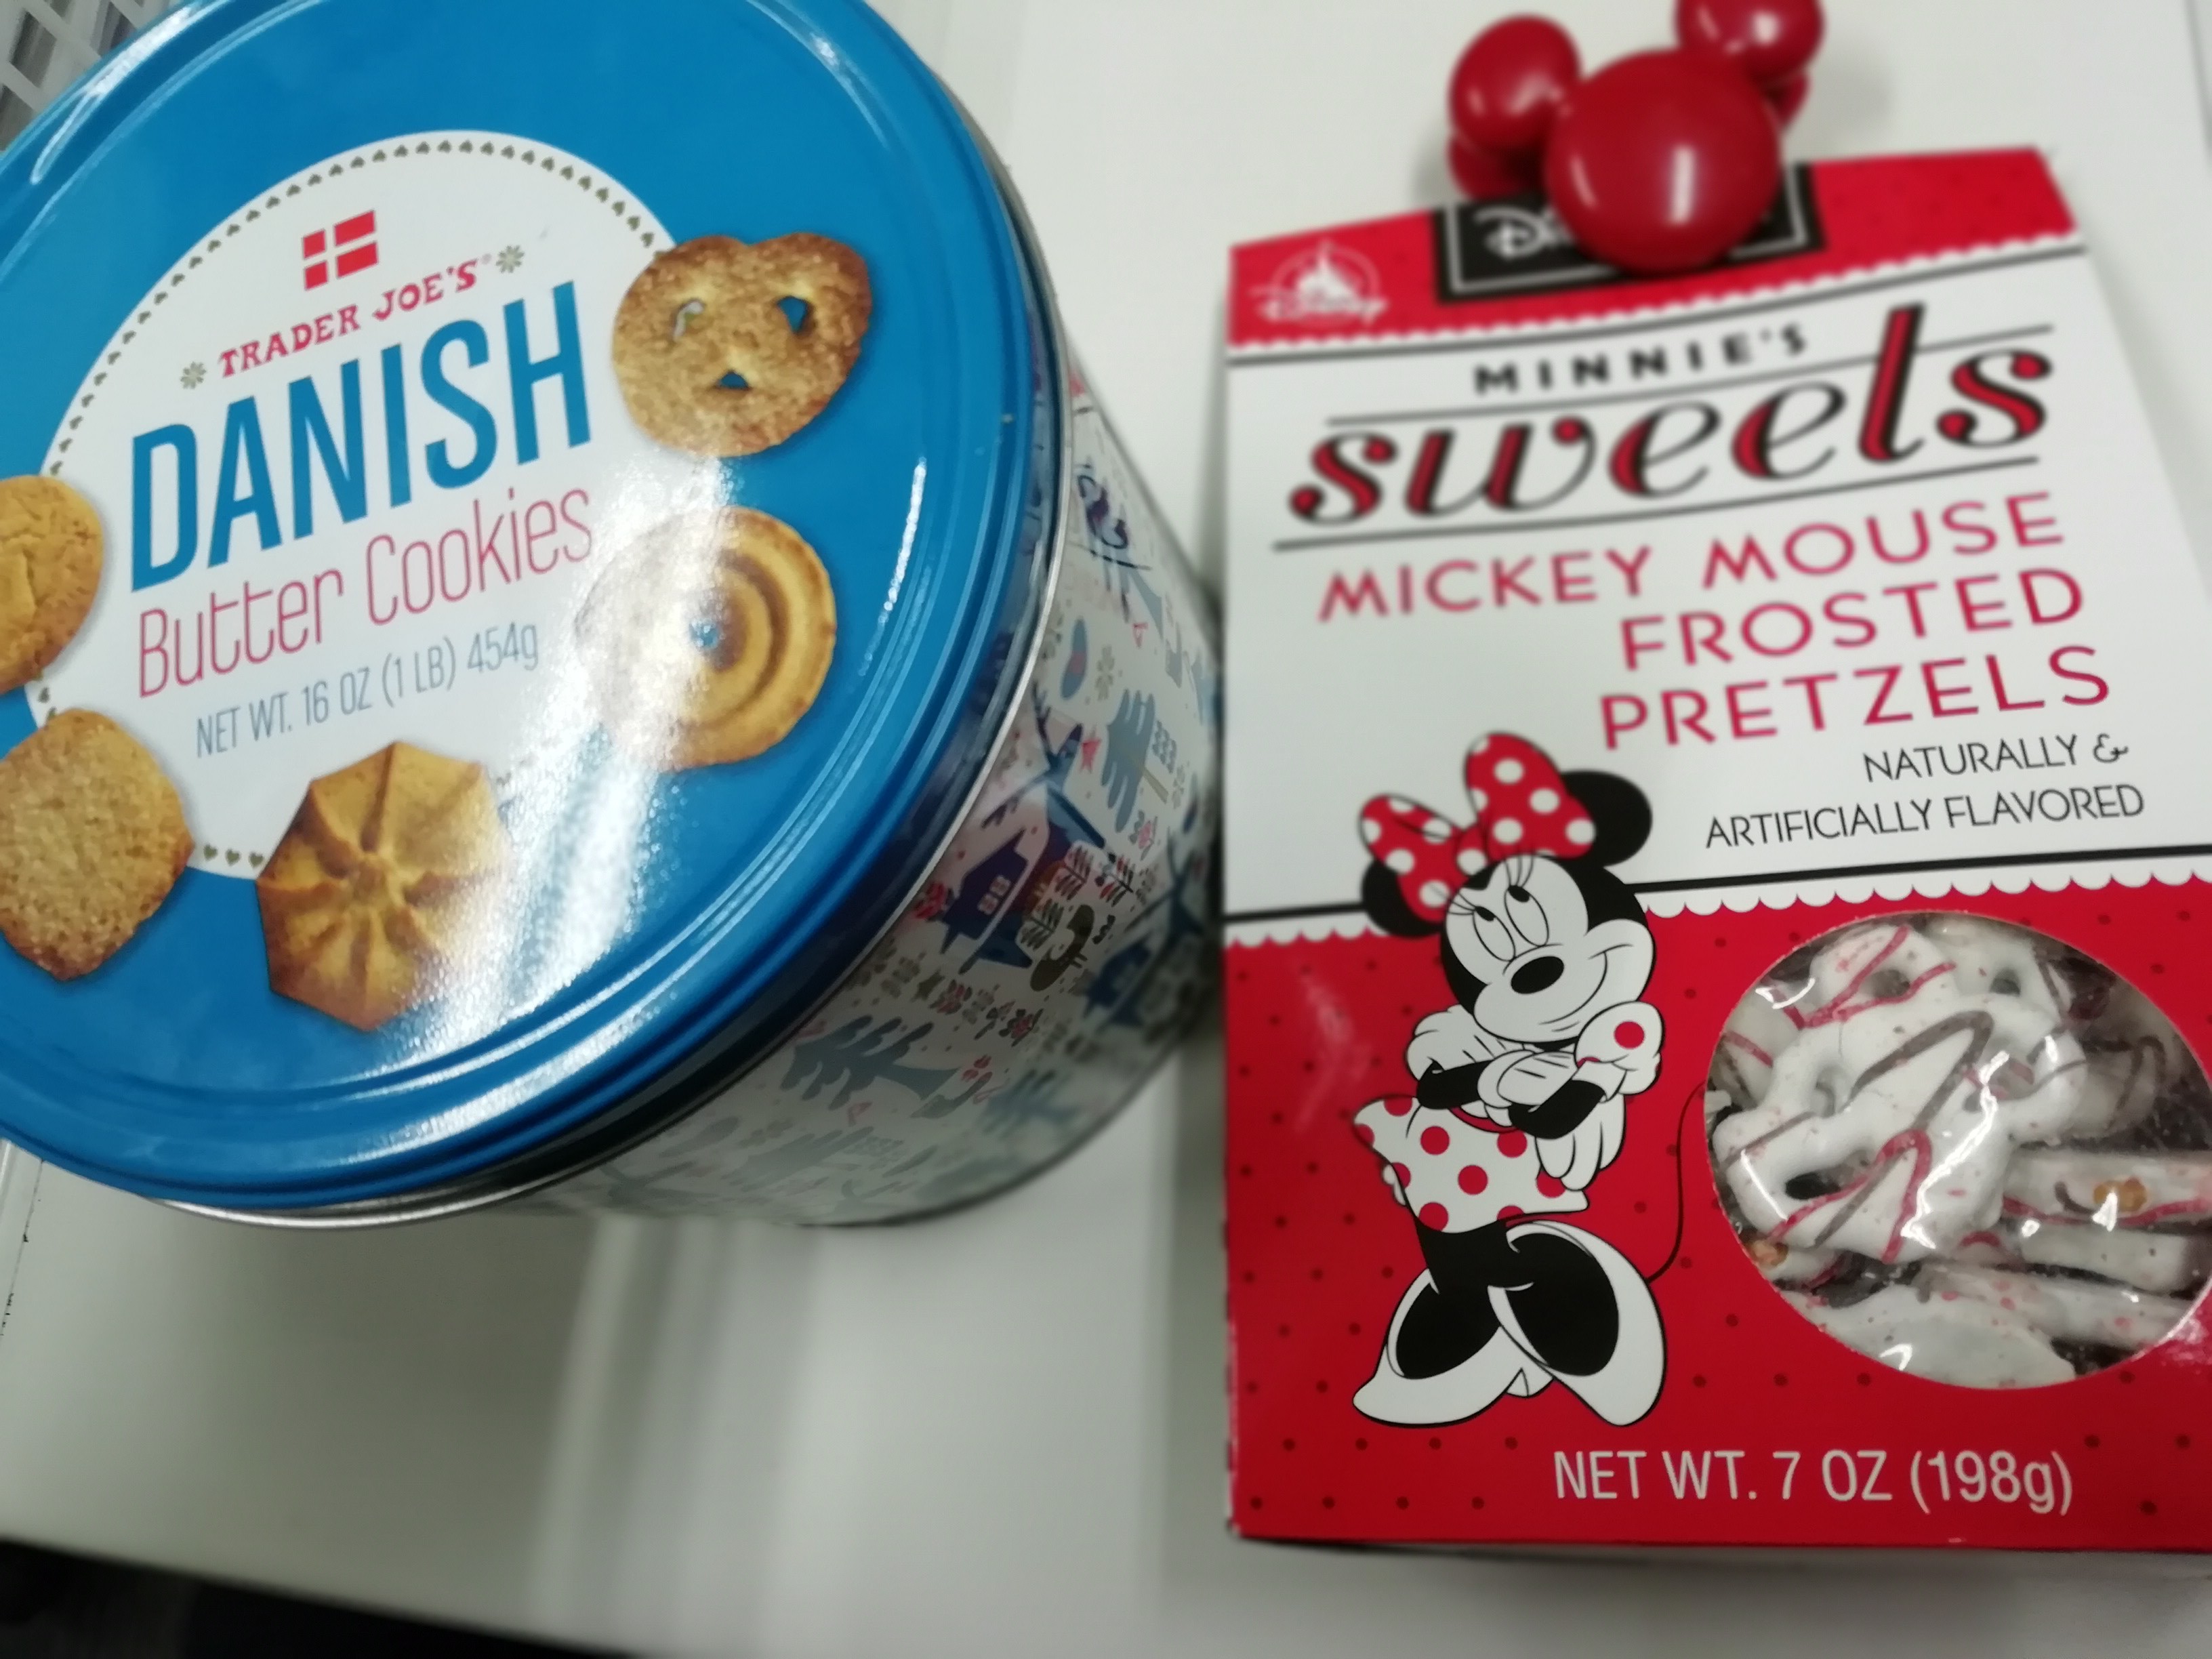 TRADER JOE'S
DANISH
Butter Cookies
NET WT. 16 OZ (1 LB) 454g
Disney
MINNIE'S
sweets
MICKEY MOUSE
FROSTED
PRETZELS
NATURALLY &
ARTIFICIALLY FLAVORED
NET WT. 7 OZ (198g)